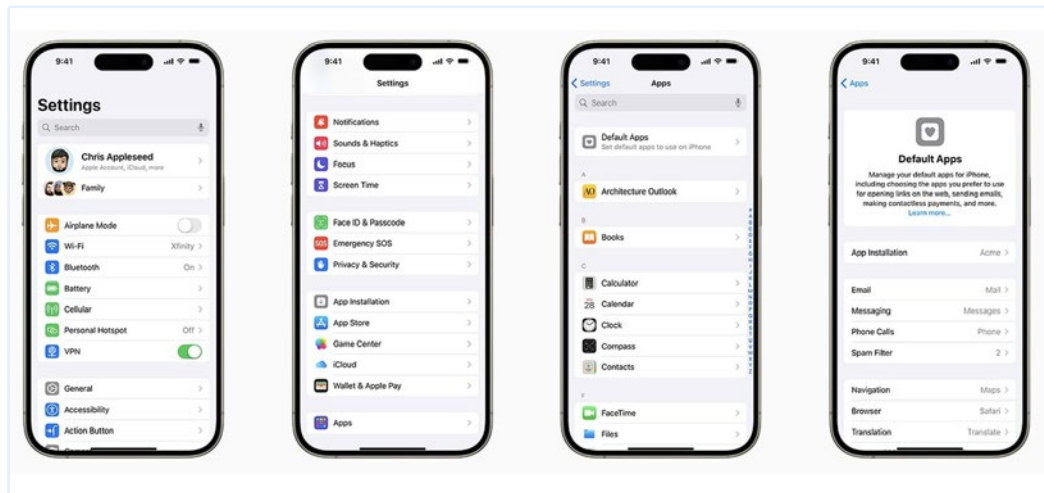 9:41
Settings
Search
Chris Appleseed
Apple Account, iCloud, more
Family
Airplane Mode
Wi-Fi Xfinity
Bluetooth On
Battery
Cellular
Personal Hotspot Off
VPN
General
Accessibility
Action Button
9:41
Settings
Notifications
Sounds & Haptics
Focus
Screen Time
Face ID & Passcode
SOS Emergency SOS
Privacy & Security
App Installation
App Store
Game Center
iCloud
Wallet & Apple Pay
Apps
9:41
Settings Apps
Search
Default Apps
Set default apps to use on iPhone
A
AO Architecture Outlook
B
Books
C
Calculator
28 Calendar
Clock
Compass
Contacts
F
FaceTime
Files
9:41
Apps
Default Apps
Manage your default apps for iPhone,
including choosing the apps you prefer to use
for opening links on the web, sending emails,
making contactless payments, and more.
Learn more...
App Installation Acme
Email Mail
Messaging Messages
Phone Calls Phone
Spam Filter 2
Navigation Maps
Browser Safari
Translation Translate